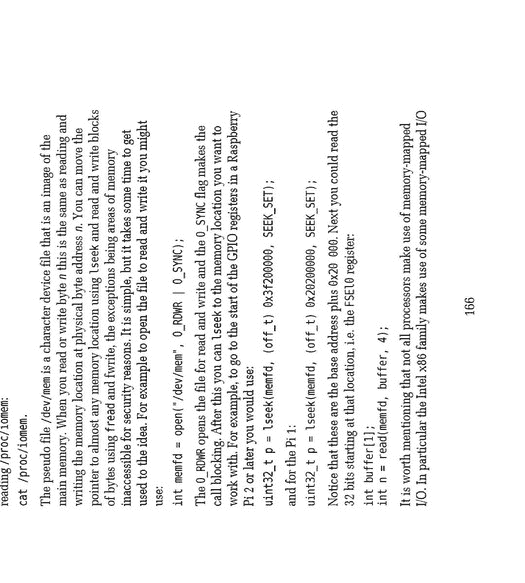 reading /proc/iomem:
cat /proc/iomem.
The pseudo file /dev/mem is a character device file that is an image of the
main memory. When you read or write byte n this is the same as reading and
writing the memory location at physical byte address n. You can move the
pointer to almost any memory location using lseek and read and write blocks
of bytes using fread and fwrite, the exceptions being areas of memory
inaccessible for security reasons. It is simple, but it takes some time to get
used to the idea. For example to open the file to read and write it you might
use:
int memfd = open("/dev/mem", O_RDWR | O_SYNC);
The O_RDWR opens the file for read and write and the O_SYNC flag makes the
call blocking. After this you can lseek to the memory location you want to
work with. For example, to go to the start of the GPIO registers in a Raspberry
Pi 2 or later you would use:
uint32_t p = lseek(memfd, (off_t) 0x3f200000, SEEK_SET);
and for the Pi 1:
uint32_t p = lseek(memfd, (off_t) 0x20200000, SEEK_SET);
Notice that these are the base address plus 0x20 000. Next you could read the
32 bits starting at that location, i.e. the FSEL0 register:
int buffer[1];
int n = read(memfd, buffer, 4);
It is worth mentioning that not all processors make use of memory-mapped
I/O. In particular the Intel x86 family makes use of some memory-mapped I/O
166